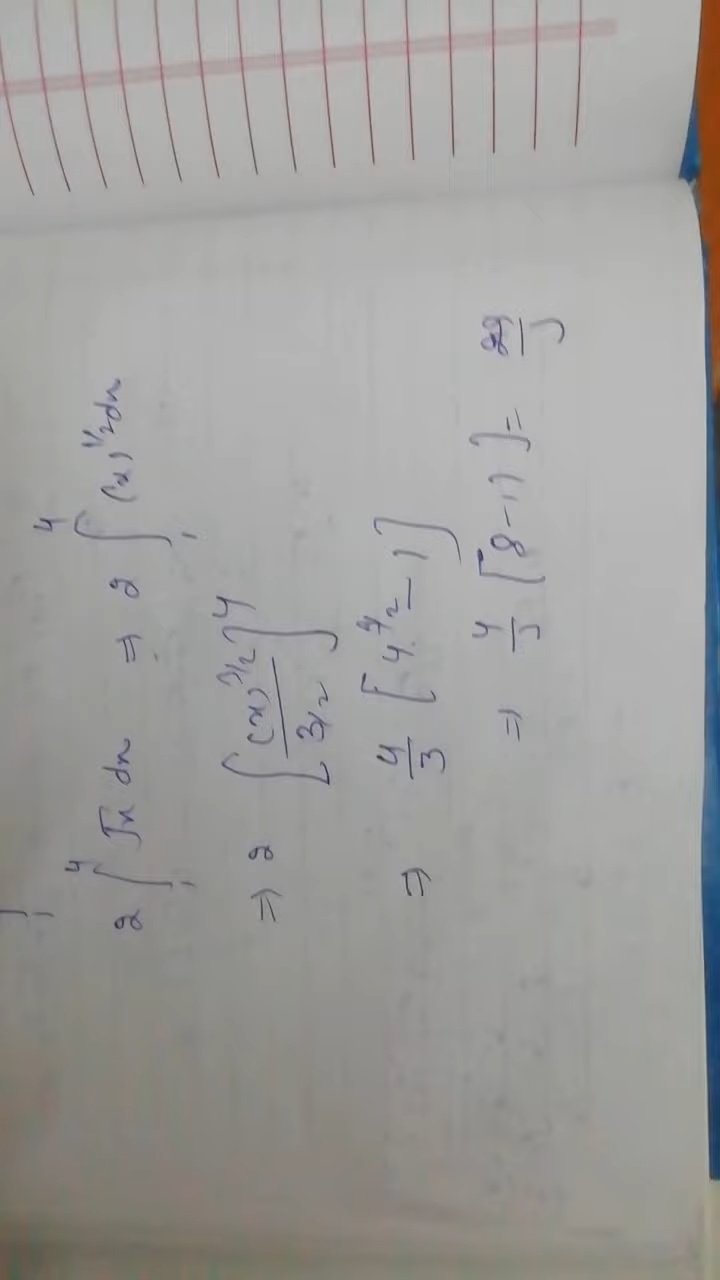 2 ∫₁⁴ √x dx ⇒ 2 ∫₁⁴ (x)^1/2 dx
⇒ 2 [(x)^3/2 / 3/2]⁴
⇒ 4/3 [4^3/2 - 1]
⇒ 4/3 [8-1] = 28/3